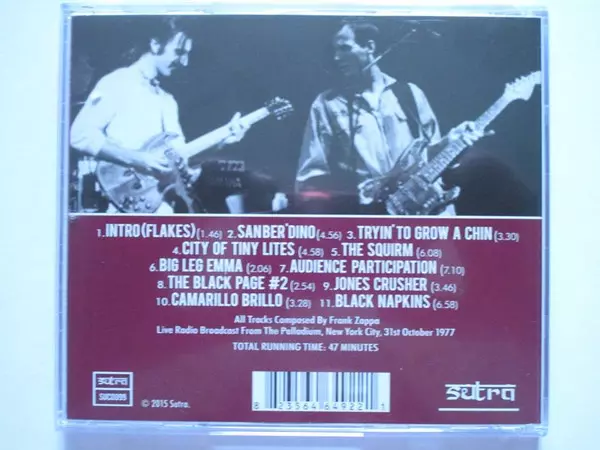 1. INTRO (FLAKES) (1.46) 2. SANBER'DINO (4.56) 3. TRYIN' TO GROW A CHIN (3.30)
4. CITY OF TINY LITES (4.58) 5. THE SQUIRM (6.08)
6. BIG LEG EMMA (2.06) 7. AUDIENCE PARTICIPATION (7.10)
8. THE BLACK PAGE #2 (2.54) 9. JONES CRUSHER (3.46)
10. CAMARILLO BRILLO (3.28) 11. BLACK NAPKINS (6.58)
All Tracks Composed By Frank Zappa
Live Radio Broadcast From The Palladium, New York City, 31st October 1977
TOTAL RUNNING TIME: 47 MINUTES
sutra
© 2015 Sutra.
8 23564 64922 1
sutra